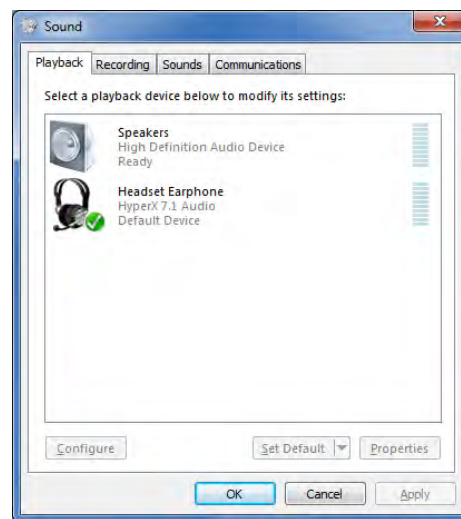 Sound
Playback Recording Sounds Communications
Select a playback device below to modify its settings:
Speakers
High Definition Audio Device
Ready
Headset Earphone
HyperX 7.1 Audio
Default Device
Configure Set Default Properties
OK Cancel Apply